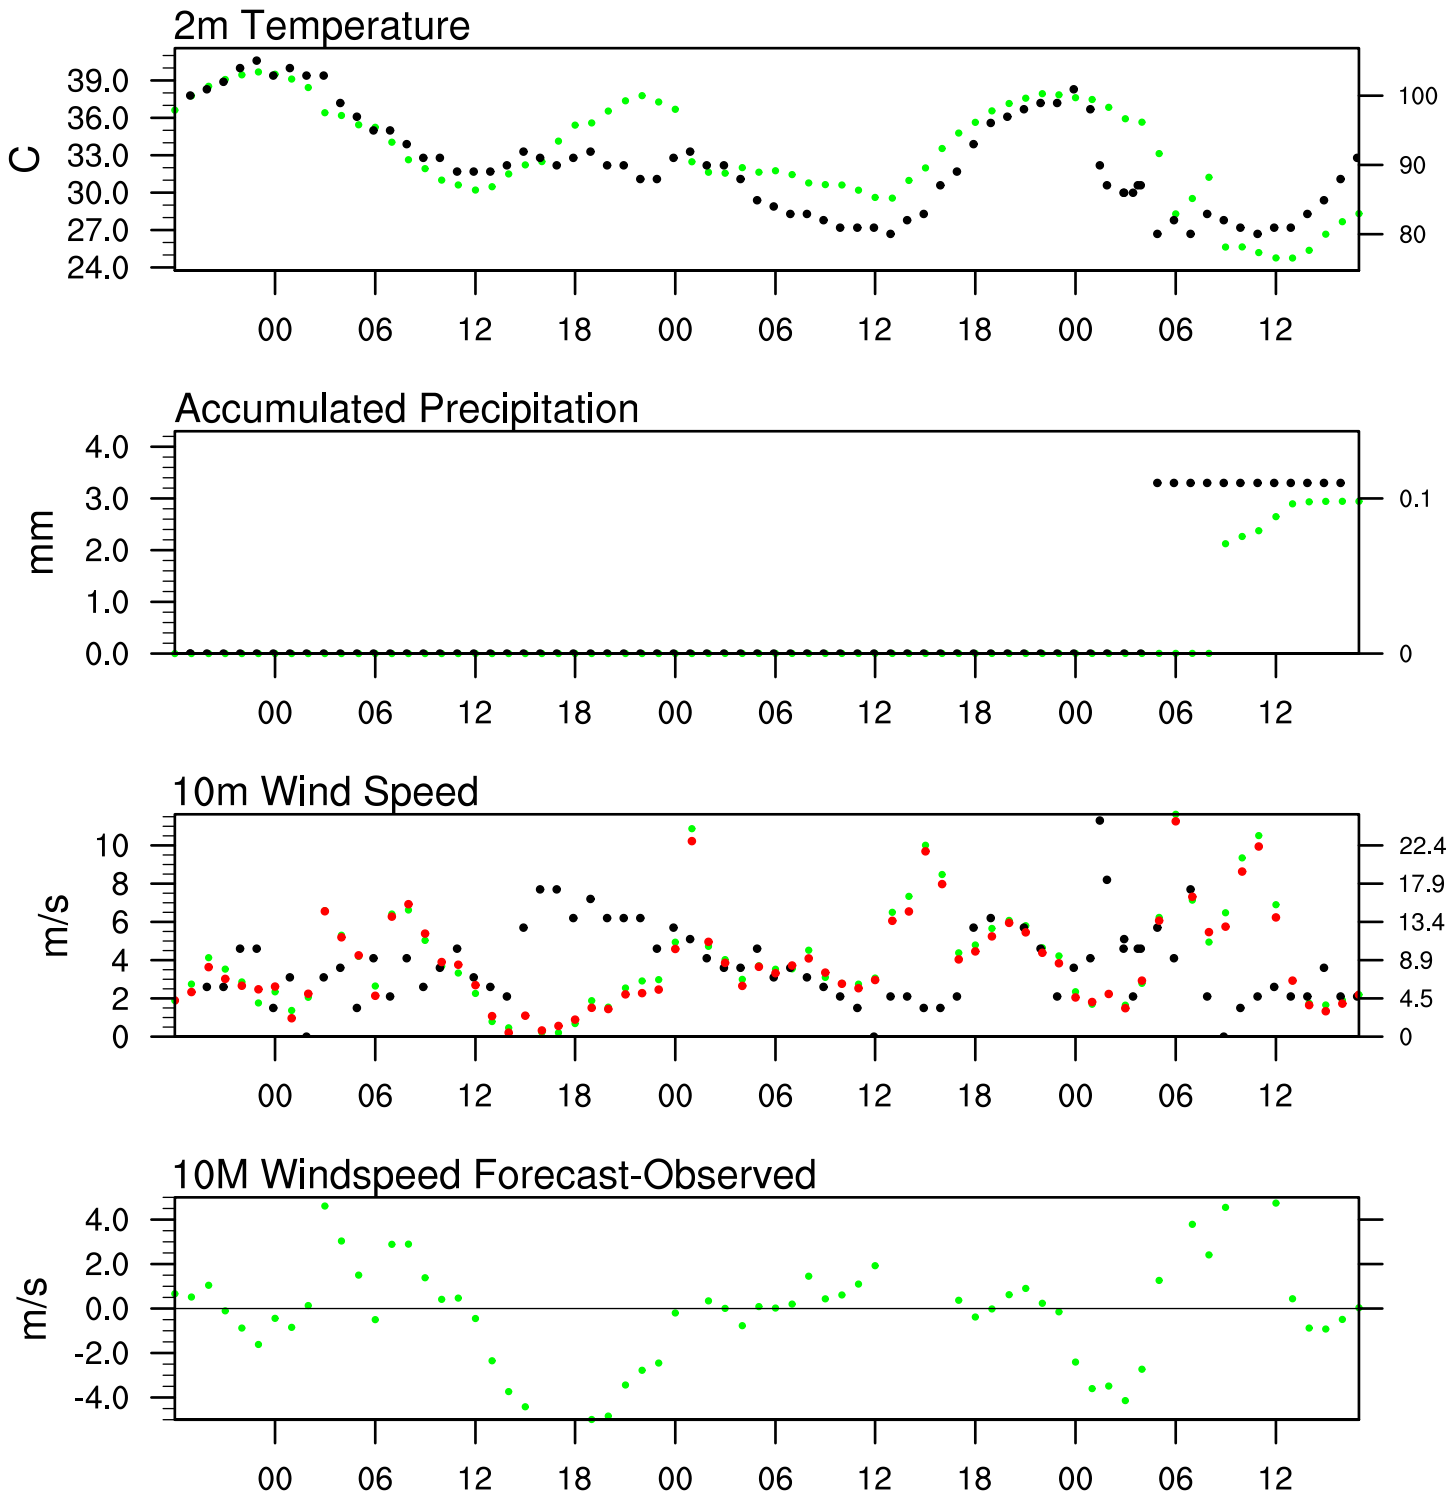 2m Temperature
39.0
36.0
33.0
30.0
27.0
24.0
C
100
90
80
00 06 12 18 00 06 12 18 00 06 12
Accumulated Precipitation
4.0
3.0
2.0
1.0
0.0
mm
0.1
0
00 06 12 18 00 06 12 18 00 06 12
10m Wind Speed
10
8
6
4
2
0
m/s
22.4
17.9
13.4
8.9
4.5
0
00 06 12 18 00 06 12 18 00 06 12
10M Windspeed Forecast-Observed
4.0
2.0
0.0
-2.0
-4.0
m/s
00 06 12 18 00 06 12 18 00 06 12